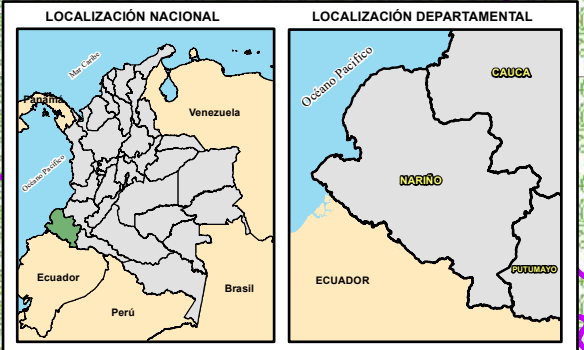 LOCALIZACIÓN NACIONAL
Mar Caribe
Panamá
Venezuela
Océano Pacífico
Ecuador
Perú
Brasil
LOCALIZACIÓN DEPARTAMENTAL
Océano Pacífico
CAUCA
NARIÑO
PUTUMAYO
ECUADOR